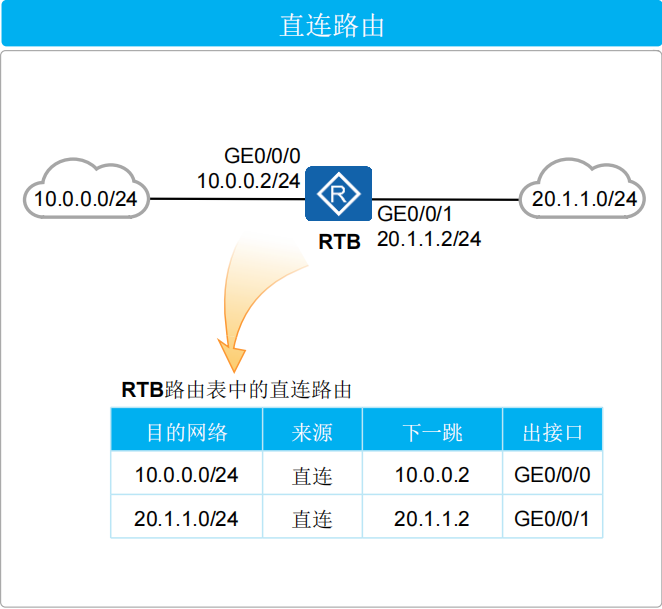 直连路由
GE0/0/0
10.0.0.2/24
10.0.0.0/24
R
20.1.1.0/24
GE0/0/1
RTB
20.1.1.2/24
RTB路由表中的直连路由
目的网络 来源 下一跳 出接口
10.0.0.0/24 直连 10.0.0.2 GE0/0/0
20.1.1.0/24 直连 20.1.1.2 GE0/0/1